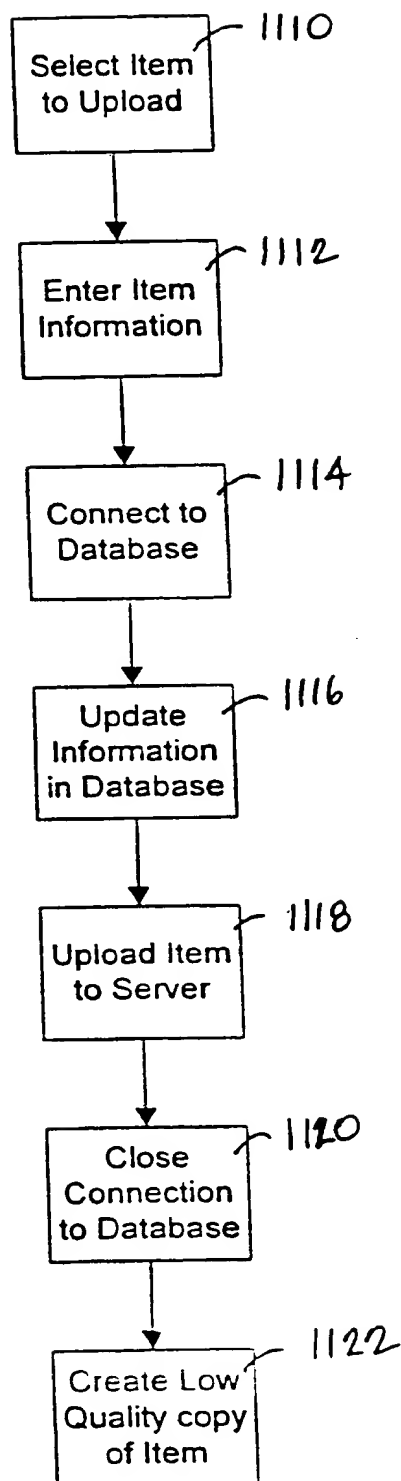 1110
Select Item
to Upload
1112
Enter Item
Information
1114
Connect to
Database
1116
Update
Information
in Database
1118
Upload Item
to Server
1120
Close
Connection
to Database
1122
Create Low
Quality copy
of Item